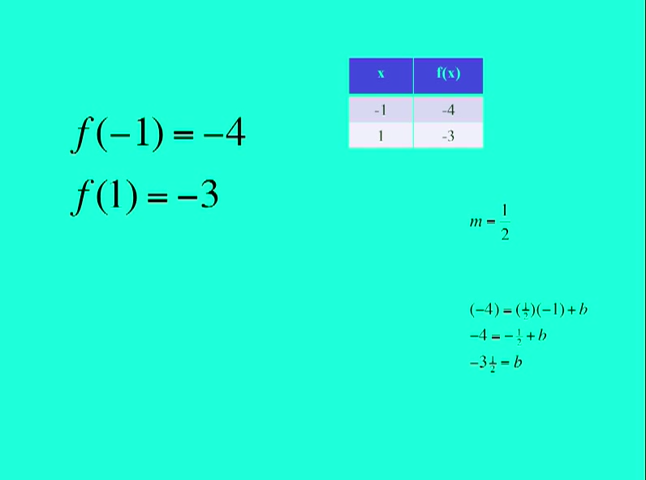 f(−1) = −4
f(1) = −3
x f(x)
-1 -4
1 -3
m = 1/2
(−4) = (1/2)(−1) + b
−4 = −1/2 + b
−3 1/2 = b